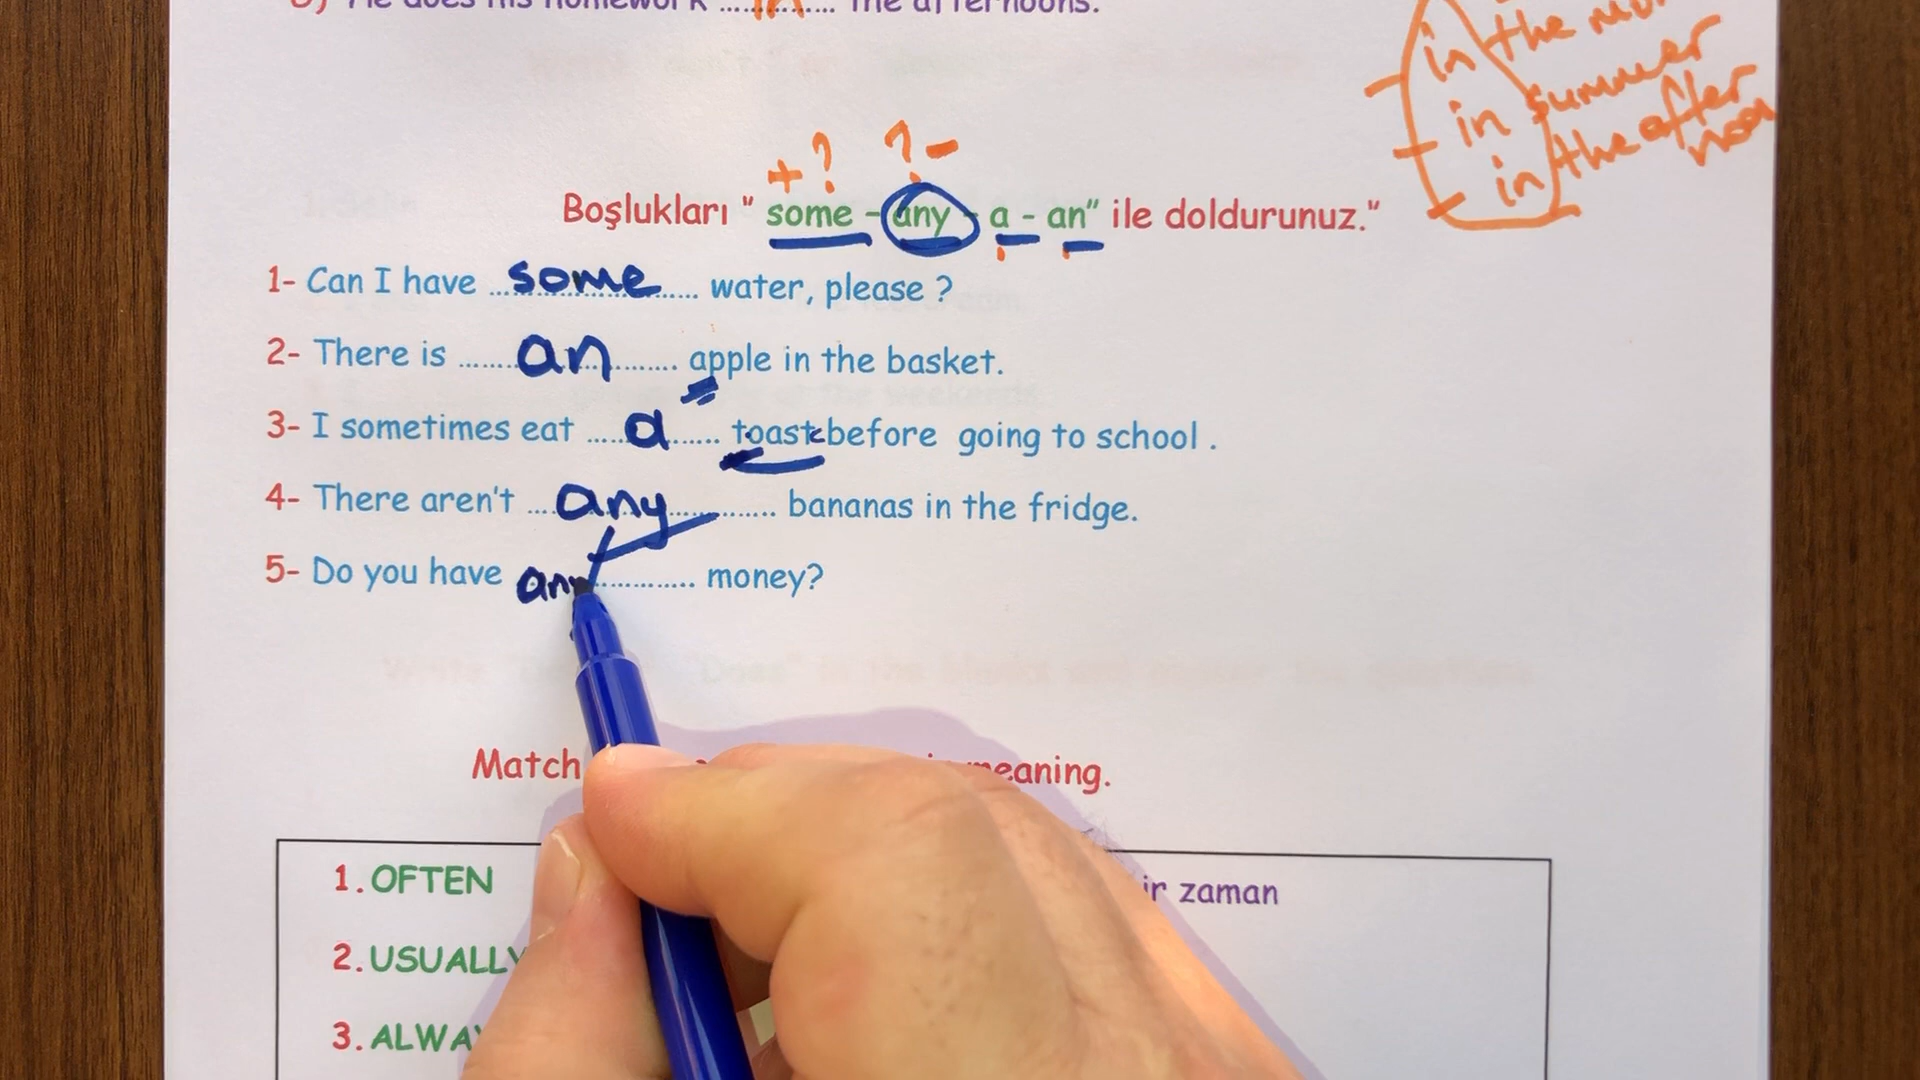 He does his homework ......in...... the afternoons.
in the
in summer
in the after
noon
+ ? ? -
Boşlukları " some - any - a - an" ile doldurunuz."
1- Can I have ... some ... water, please ?
2- There is ...... an ......... apple in the basket.
3- I sometimes eat ..... a ...... toast before going to school .
4- There aren't ... any ............ bananas in the fridge.
5- Do you have any ............ money?
Match meaning.
1. OFTEN
zaman
2. USUALLY
3.